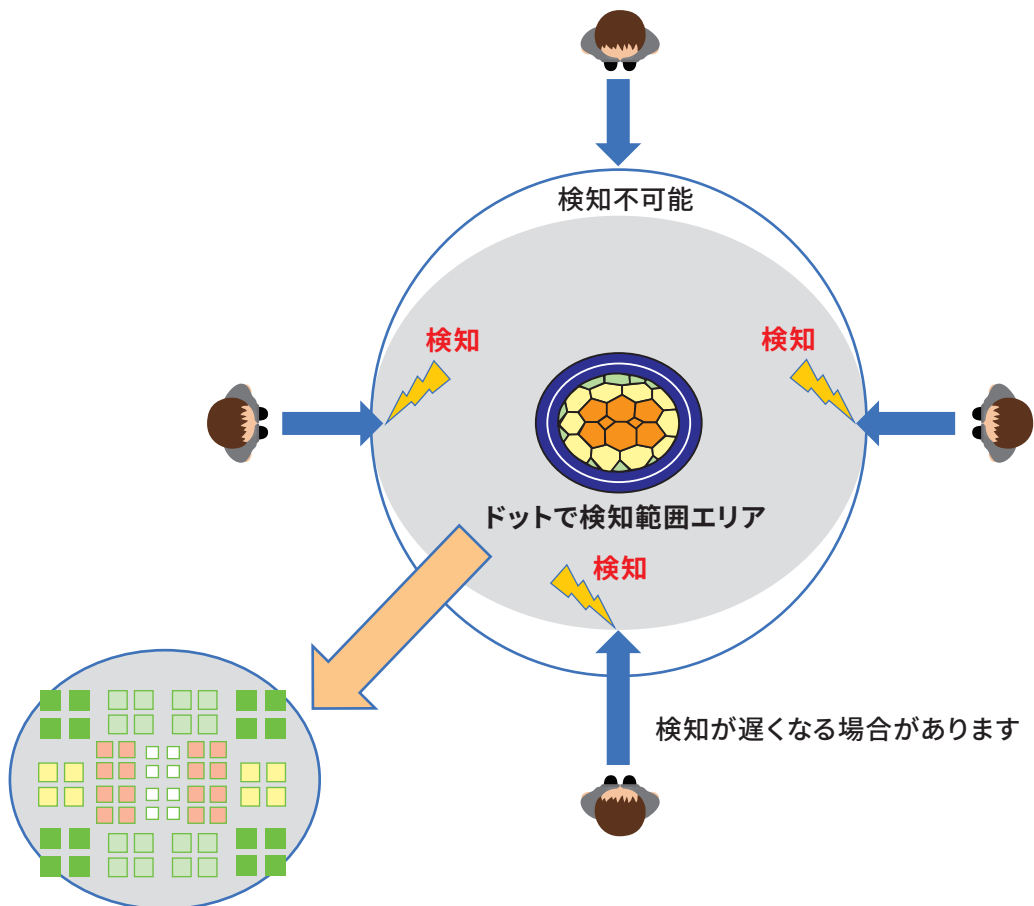 検知不可能
検知
検知
ドットで検知範囲エリア
検知
検知が遅くなる場合があります